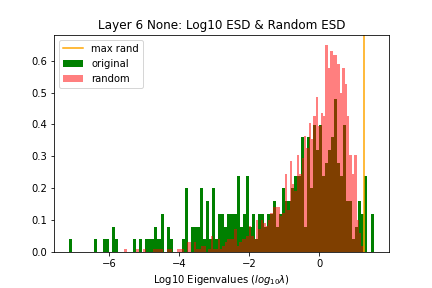 Layer 6 None: Log10 ESD & Random ESD
max rand
original
random
0.6
0.5
0.4
0.3
0.2
0.1
0.0
−6 −4 −2 0
Log10 Eigenvalues (log₁₀λ)